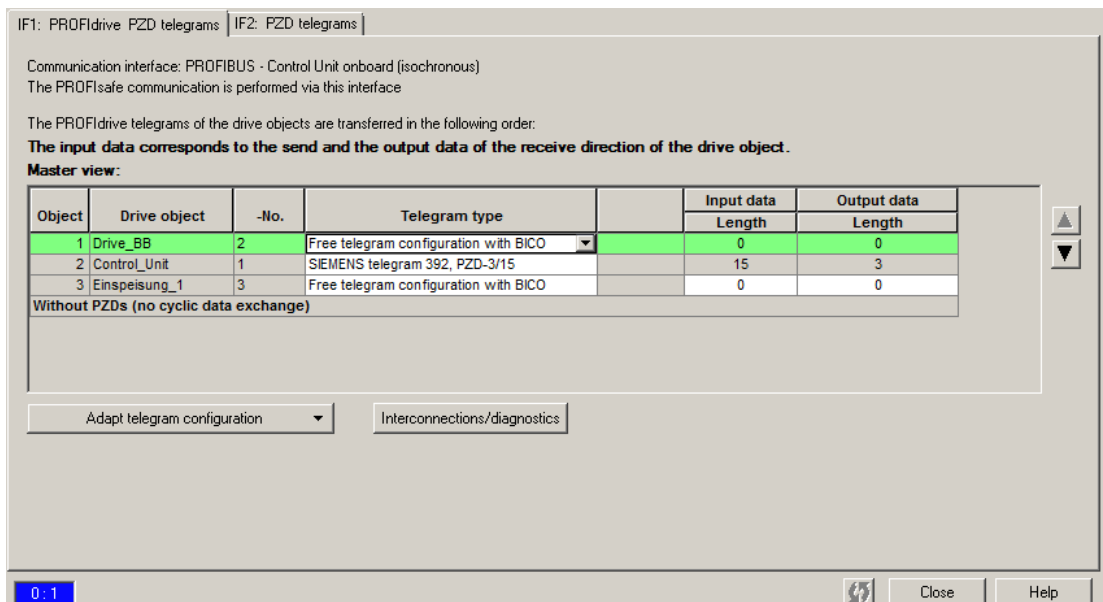 IF1: PROFIdrive PZD telegrams IF2: PZD telegrams
Communication interface: PROFIBUS - Control Unit onboard (isochronous)
The PROFIsafe communication is performed via this interface
The PROFIdrive telegrams of the drive objects are transferred in the following order:
The input data corresponds to the send and the output data of the receive direction of the drive object.
Master view:
Object Drive object -No. Telegram type Input data Output data
Length Length
1 Drive_BB 2 Free telegram configuration with BICO 0 0
2 Control_Unit 1 SIEMENS telegram 392, PZD-3/15 15 3
3 Einspeisung_1 3 Free telegram configuration with BICO 0 0
Without PZDs (no cyclic data exchange)
Adapt telegram configuration Interconnections/diagnostics
0 : 1 Close Help